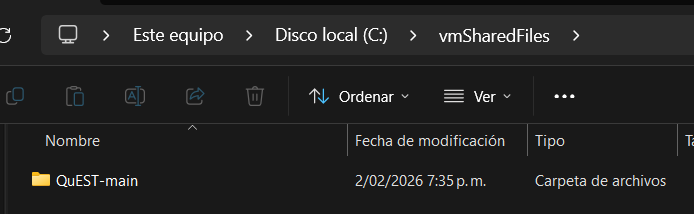 Este equipo > Disco local (C:) > vmSharedFiles >
Ordenar Ver
Nombre Fecha de modificación Tipo Ta
QuEST-main 2/02/2026 7:35 p. m. Carpeta de archivos